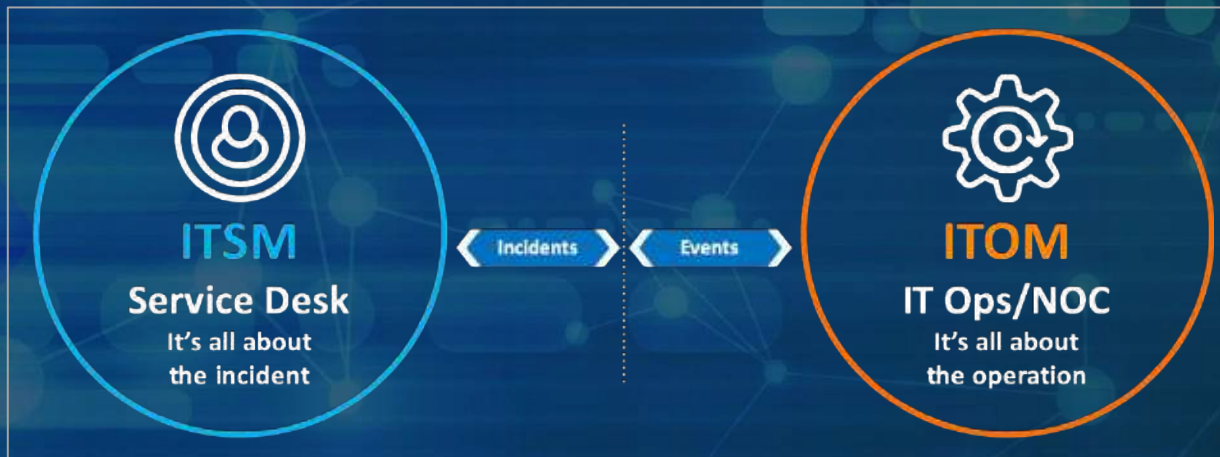 ITSM
Service Desk
It's all about
the incident
Incidents
Events
ITOM
IT Ops/NOC
It's all about
the operation